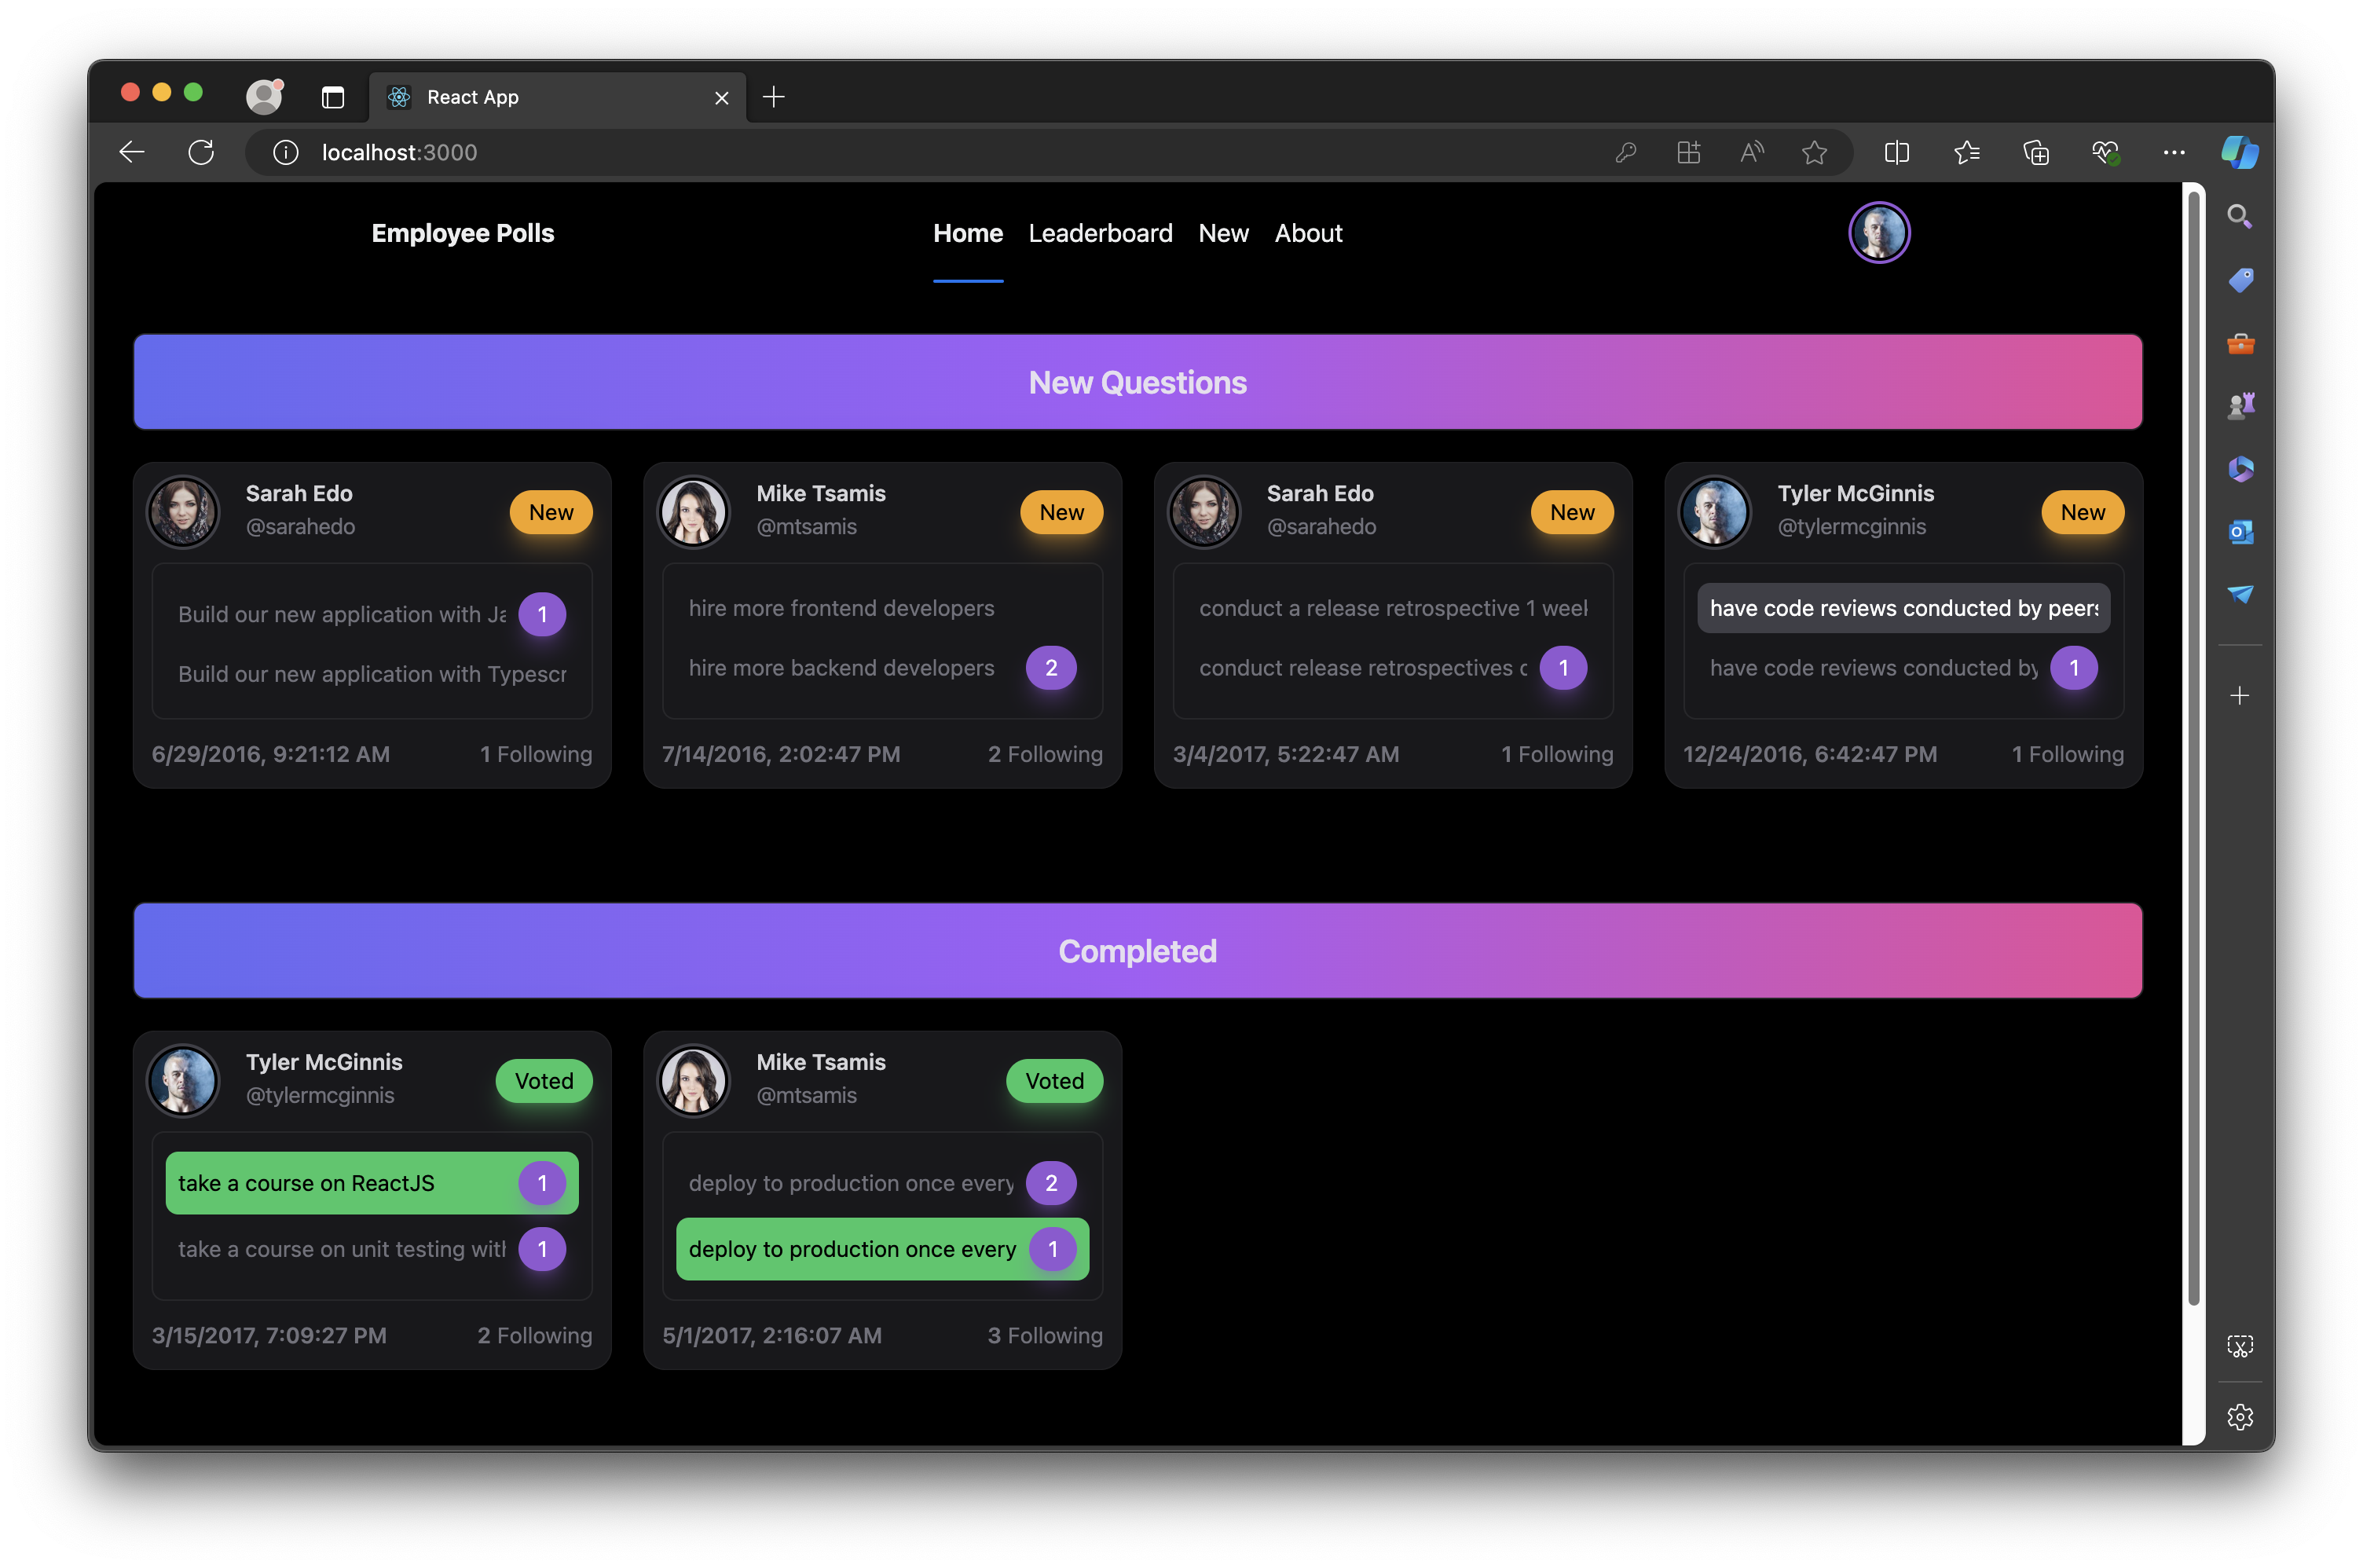 React App
localhost:3000
Employee Polls
Home Leaderboard New About
New Questions
Sarah Edo
@sarahedo
New
Build our new application with Ja
1
Build our new application with Typescr
6/29/2016, 9:21:12 AM
1 Following
Mike Tsamis
@mtsamis
New
hire more frontend developers
hire more backend developers
2
7/14/2016, 2:02:47 PM
2 Following
Sarah Edo
@sarahedo
New
conduct a release retrospective 1 week
conduct release retrospectives
1
3/4/2017, 5:22:47 AM
1 Following
Tyler McGinnis
@tylermcginnis
New
have code reviews conducted by peers
have code reviews conducted by
1
12/24/2016, 6:42:47 PM
1 Following
Completed
Tyler McGinnis
@tylermcginnis
Voted
take a course on ReactJS
1
take a course on unit testing with
1
3/15/2017, 7:09:27 PM
2 Following
Mike Tsamis
@mtsamis
Voted
deploy to production once every
2
deploy to production once every
1
5/1/2017, 2:16:07 AM
3 Following